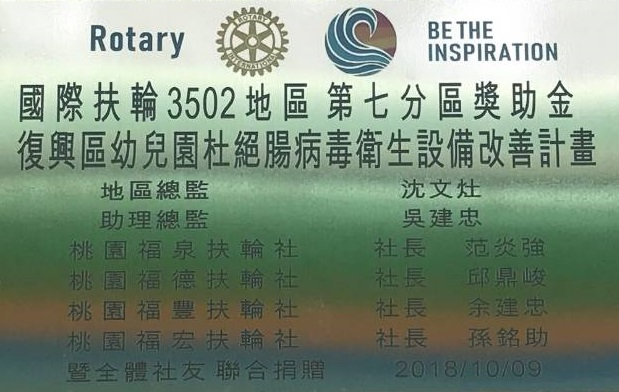 Rotary
ROTARY INTERNATIONAL
BE THE
INSPIRATION
國際扶輪3502地區 第七分區獎助金
復興區幼兒園杜絕腸病毒衛生設備改善計畫
地區總監 沈文灶
助理總監 吳建忠
桃園福泉扶輪社 社長 范炎強
桃園福德扶輪社 社長 邱鼎峻
桃園福豐扶輪社 社長 余建忠
桃園福宏扶輪社 社長 孫銘助
暨全體社友 聯合捐贈 2018/10/09